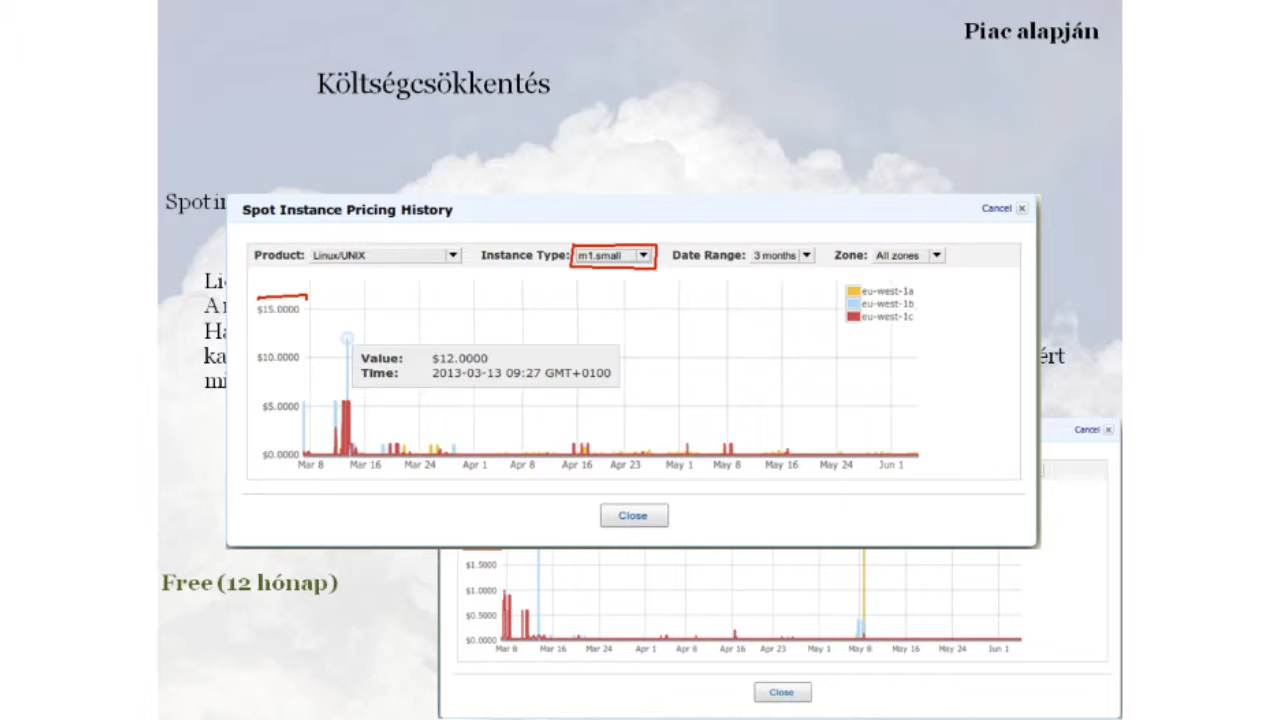 Piac alapján
Költségcsökkentés
Spot
Spot Instance Pricing History
Cancel
Product: Linux/UNIX Instance Type: m1.small Date Range: 3 months Zone: All zones
eu-west-1a
eu-west-1b
eu-west-1c
$15.0000
$10.0000
$5.0000
$0.0000
Value: $12.0000
Time: 2013-03-13 09:27 GMT+0100
Mar 8 Mar 16 Mar 24 Apr 1 Apr 8 Apr 16 Apr 23 May 1 May 8 May 16 May 24 Jun 1
Close
Cancel
Free (12 hónap)
$1.5000
$1.0000
$0.5000
$0.0000
Mar 8 Mar 16 Mar 24 Apr 1 Apr 8 Apr 16 Apr 23 May 1 May 8 May 16 May 24 Jun 1
Close